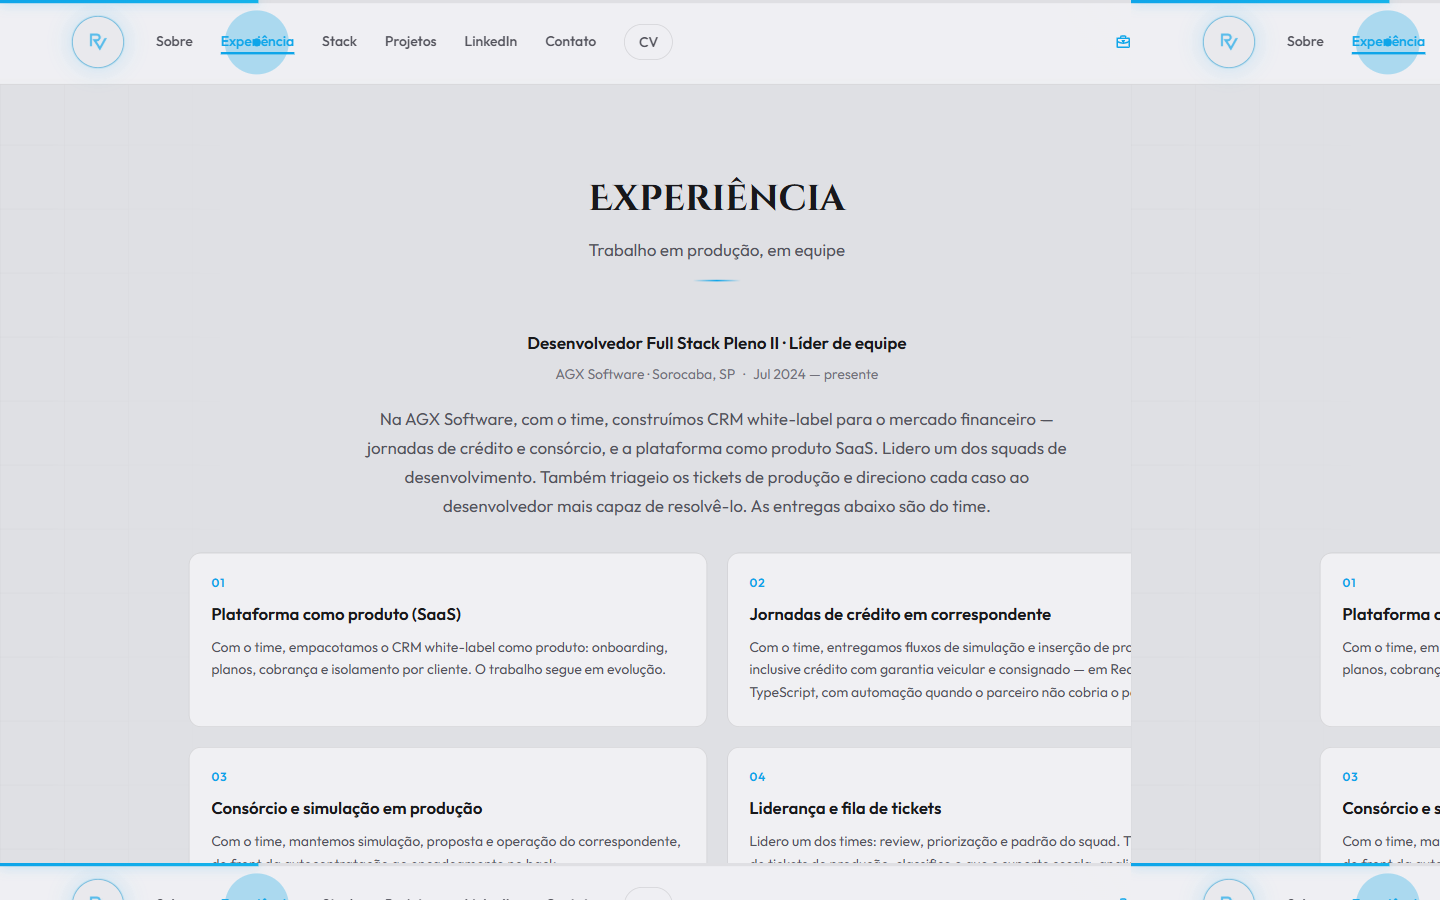 RV Sobre Experiência Stack Projetos LinkedIn Contato CV
RV Sobre Experiência
Experiência
Trabalho em produção, em equipe
Desenvolvedor Full Stack Pleno II · Líder de equipe
AGX Software · Sorocaba, SP · Jul 2024 — presente
Na AGX Software, com o time, construímos CRM white-label para o mercado financeiro —
jornadas de crédito e consórcio, e a plataforma como produto SaaS. Lidero um dos squads de
desenvolvimento. Também triageio os tickets de produção e direciono cada caso ao
desenvolvedor mais capaz de resolvê-lo. As entregas abaixo são do time.
01
Plataforma como produto (SaaS)
Com o time, empacotamos o CRM white-label como produto: onboarding,
planos, cobrança e isolamento por cliente. O trabalho segue em evolução.
02
Jornadas de crédito em correspondente
Com o time, entregamos fluxos de simulação e inserção de
inclusive crédito com garantia veicular e consignado — em
TypeScript, com automação quando o parceiro não cobria o
01
Plataforma
Com o time,
planos,
03
Consórcio e simulação em produção
Com o time, mantemos simulação, proposta e operação do correspondente,
04
Liderança e fila de tickets
Lidero um dos times: review, priorização e padrão do squad.
03
Consórcio e
Com o time,